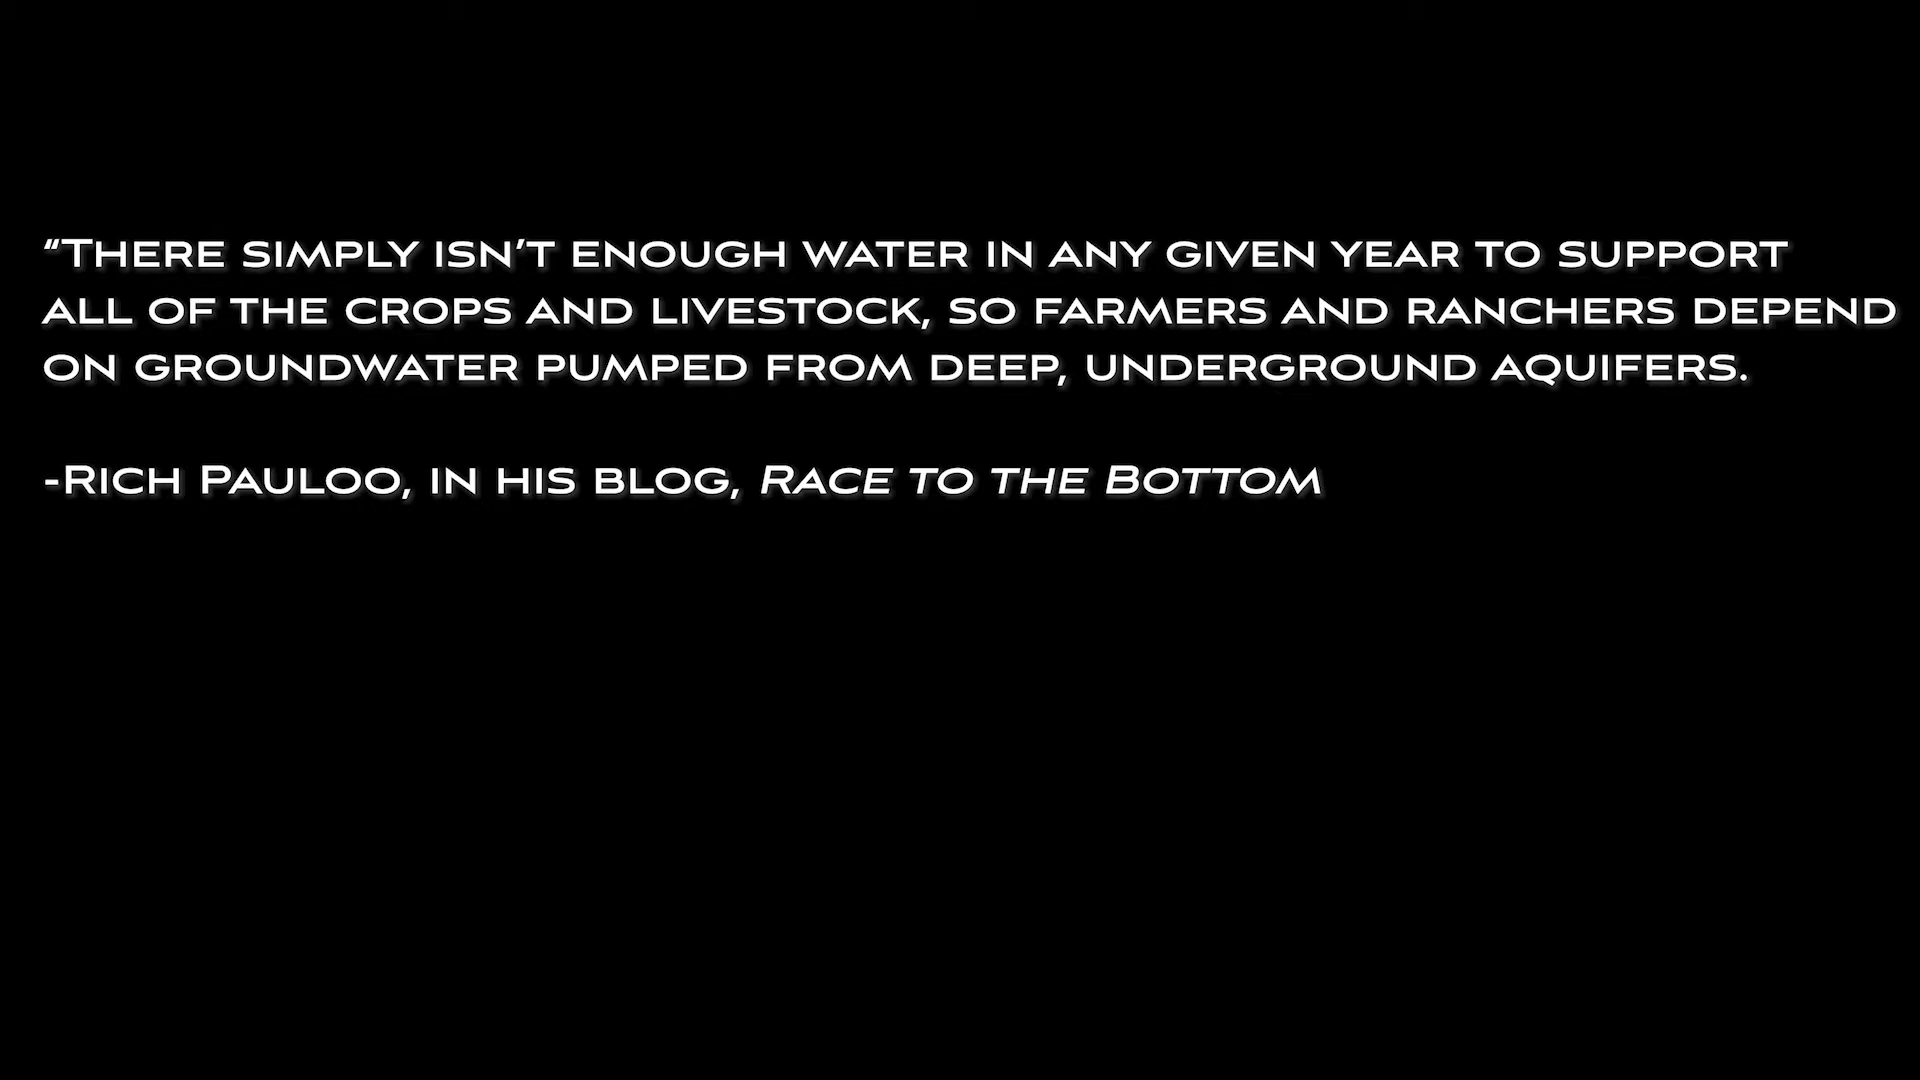 “There simply isn’t enough water in any given year to support
all of the crops and livestock, so farmers and ranchers depend
on groundwater pumped from deep, underground aquifers.
-Rich Pauloo, in his blog, Race to the Bottom